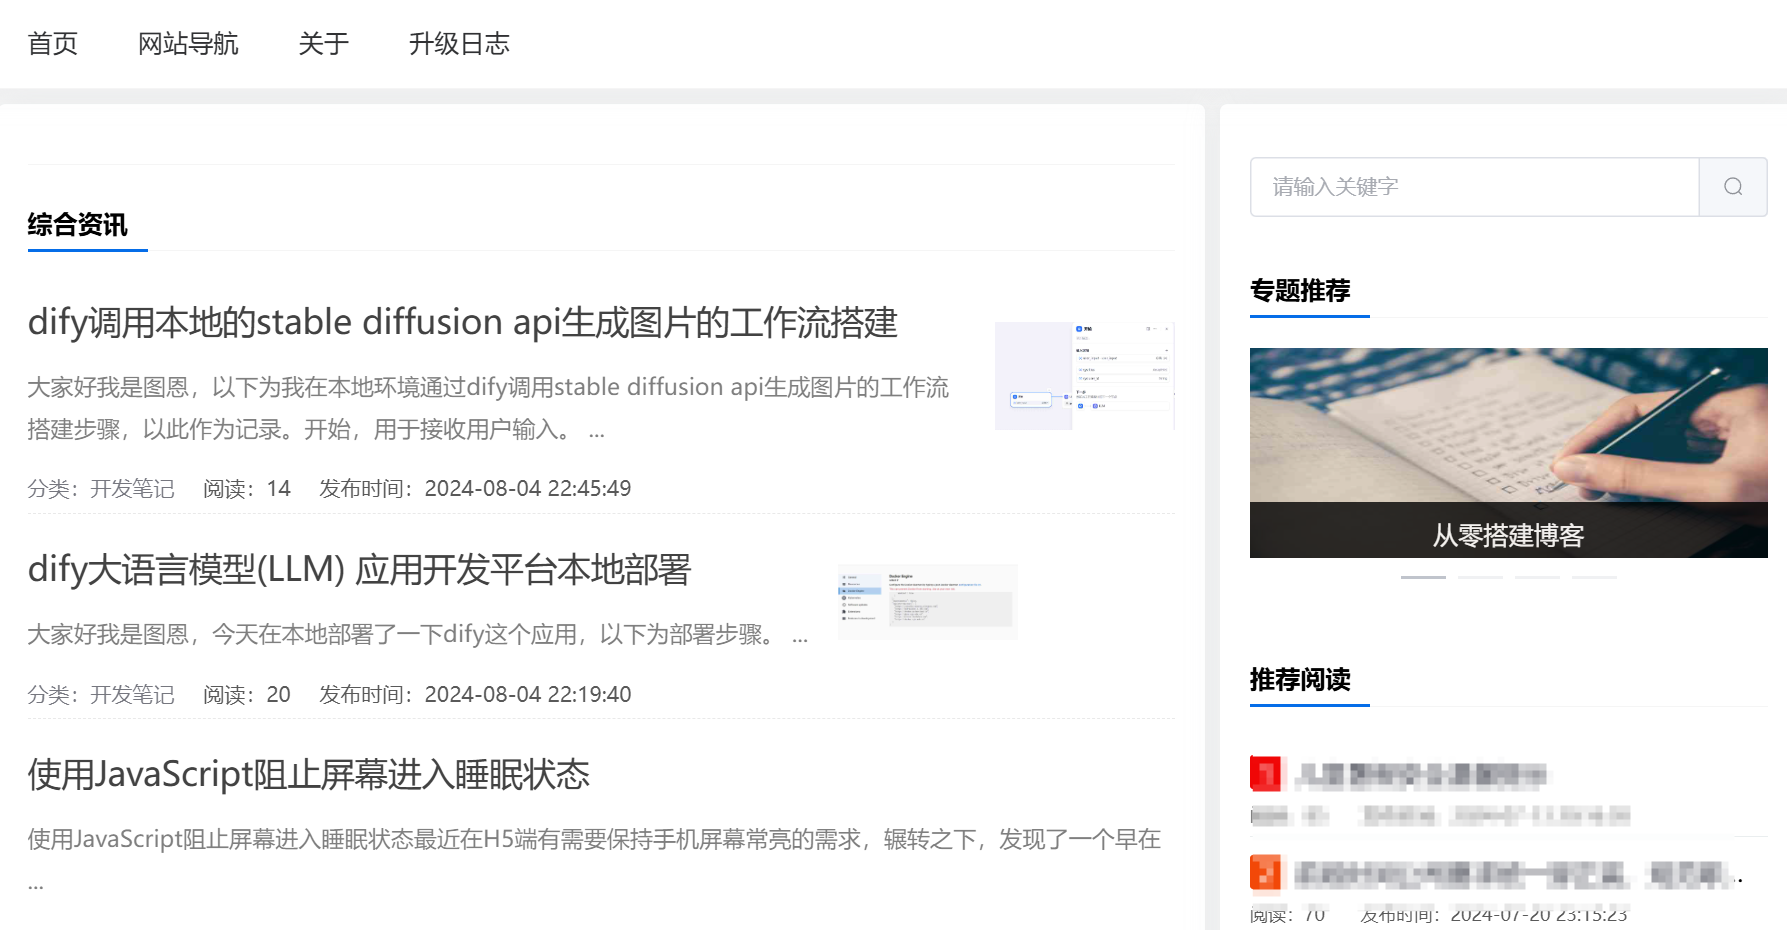 首页 网站导航 关于 升级日志
综合资讯
dify调用本地的stable diffusion api生成图片的工作流搭建
大家好我是图恩，以下为我在本地环境通过dify调用stable diffusion api生成图片的工作流
搭建步骤，以此作为记录。开始，用于接收用户输入。 ...
分类：开发笔记 阅读：14 发布时间：2024-08-04 22:45:49
dify大语言模型(LLM) 应用开发平台本地部署
大家好我是图恩，今天在本地部署了一下dify这个应用，以下为部署步骤。 ...
分类：开发笔记 阅读：20 发布时间：2024-08-04 22:19:40
使用JavaScript阻止屏幕进入睡眠状态
使用JavaScript阻止屏幕进入睡眠状态最近在H5端有需要保持手机屏幕常亮的需求，辗转之下，发现了一个早在
...
请输入关键字
专题推荐
从零搭建博客
推荐阅读
阅读：70 发布时间：2024-07-20 23:15:23